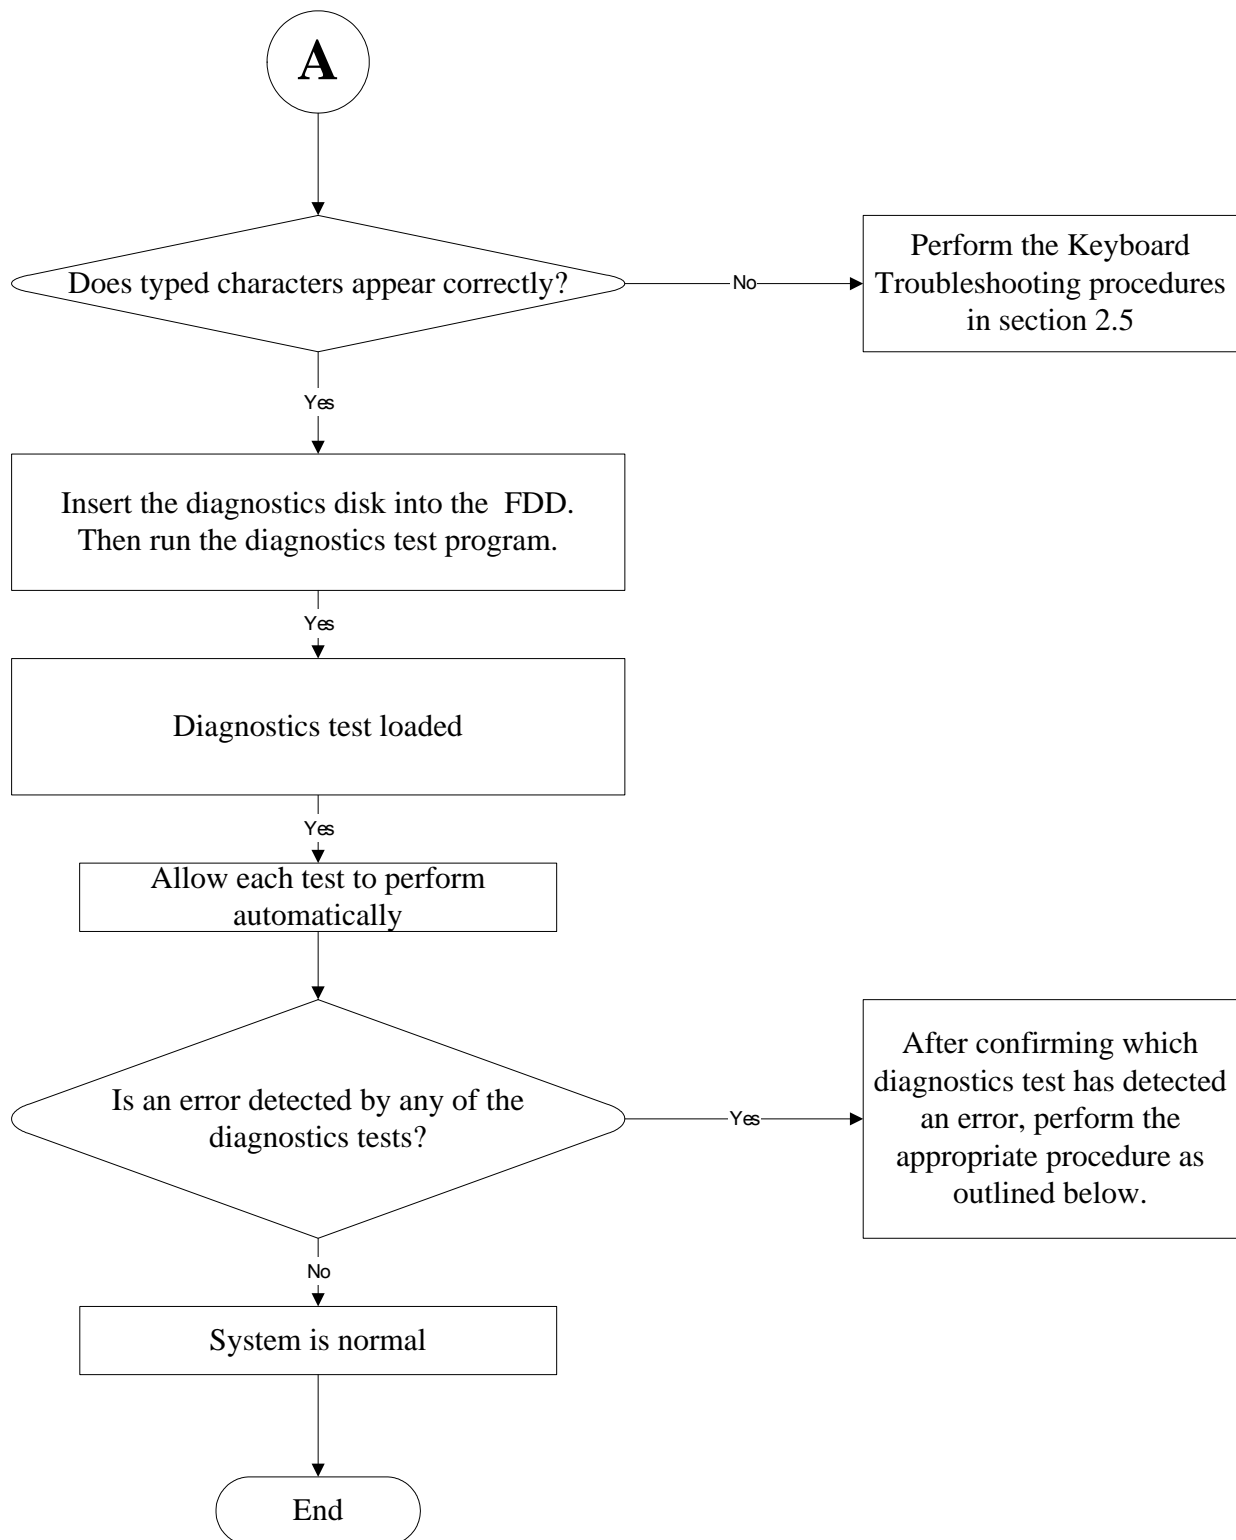 A
Does typed characters appear correctly?
No
Perform the Keyboard
Troubleshooting procedures
in section 2.5
Yes
Insert the diagnostics disk into the  FDD.
Then run the diagnostics test program.
Yes
Diagnostics test loaded
Yes
Allow each test to perform
automatically
Is an error detected by any of the
diagnostics tests?
Yes
After confirming which
diagnostics test has detected
an error, perform the
appropriate procedure as
outlined below.
No
System is normal
End